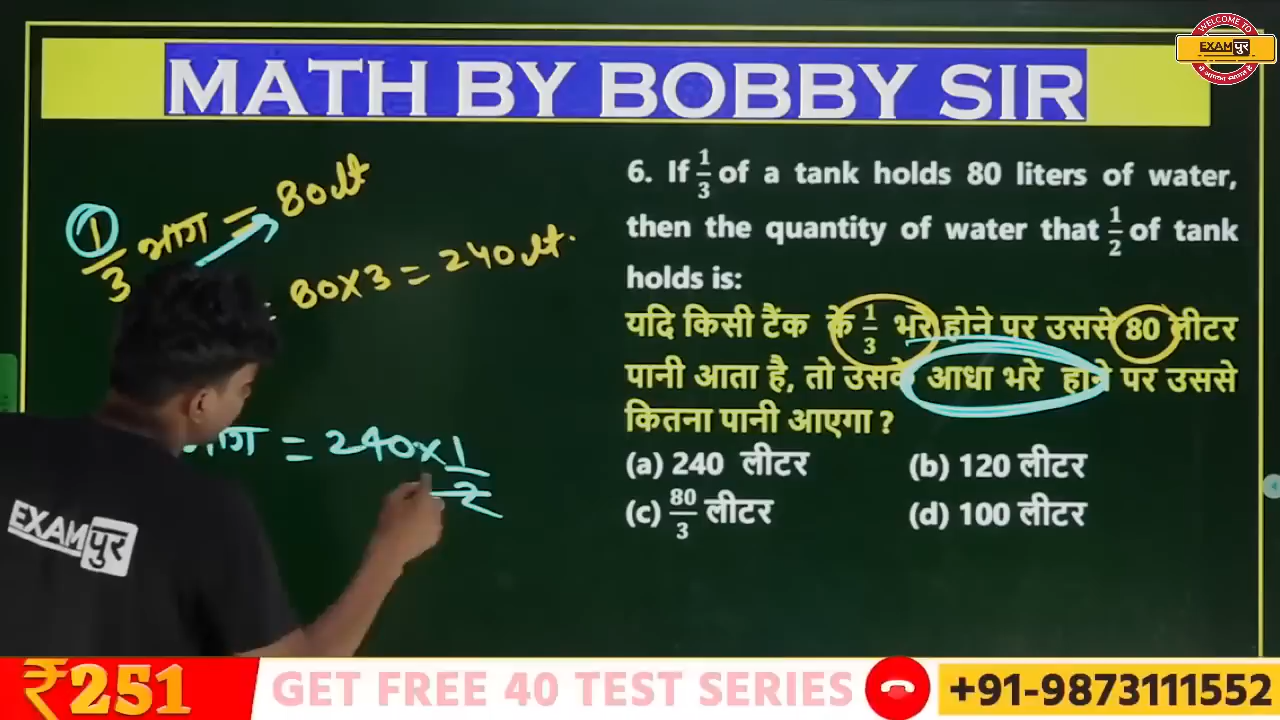 WELCOME TO
EXAMपुर
MATH BY BOBBY SIR
1/3 भाग = 80 lt
= 80×3 = 240 lt.
भाग = 240×1/2
6. If 1/3 of a tank holds 80 liters of water,
then the quantity of water that 1/2 of tank
holds is:
यदि किसी टैंक के 1/3 भरे होने पर उससे 80 लीटर
पानी आता है, तो उसके आधा भरे होने पर उससे
कितना पानी आएगा ?
(a) 240 लीटर (b) 120 लीटर
(c) 80/3 लीटर (d) 100 लीटर
EXAMपुर
₹251 GET FREE 40 TEST SERIES +91-9873111552